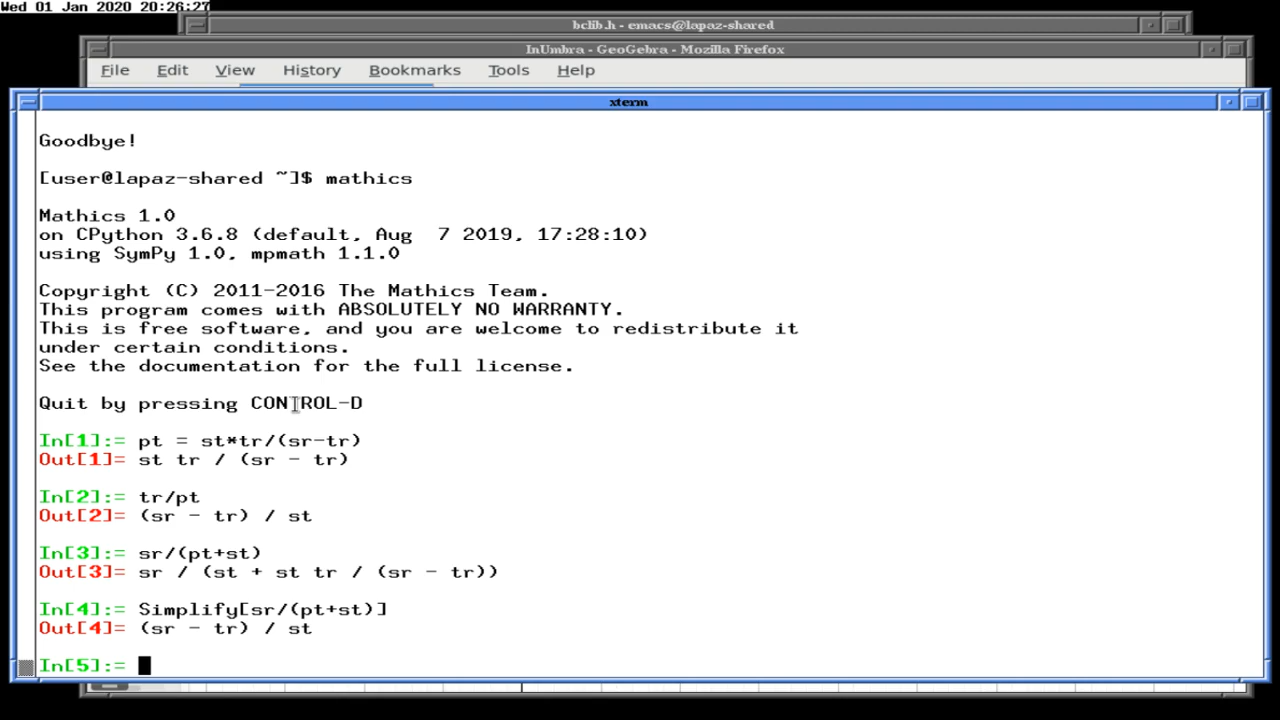 Wed 01 Jan 2020 20:26:27
bclib.h - emacs@lapaz-shared
InUmbra - GeoGebra - Mozilla Firefox
File Edit View History Bookmarks Tools Help
xterm
Goodbye!
[user@lapaz-shared ~]$ mathics
Mathics 1.0
on CPython 3.6.8 (default, Aug  7 2019, 17:28:10)
using SymPy 1.0, mpmath 1.1.0
Copyright (C) 2011-2016 The Mathics Team.
This program comes with ABSOLUTELY NO WARRANTY.
This is free software, and you are welcome to redistribute it
under certain conditions.
See the documentation for the full license.
Quit by pressing CONTROL-D
In[1]:= pt = st*tr/(sr-tr)
Out[1]= st tr / (sr - tr)
In[2]:= tr/pt
Out[2]= (sr - tr) / st
In[3]:= sr/(pt+st)
Out[3]= sr / (st + st tr / (sr - tr))
In[4]:= Simplify[sr/(pt+st)]
Out[4]= (sr - tr) / st
In[5]:=